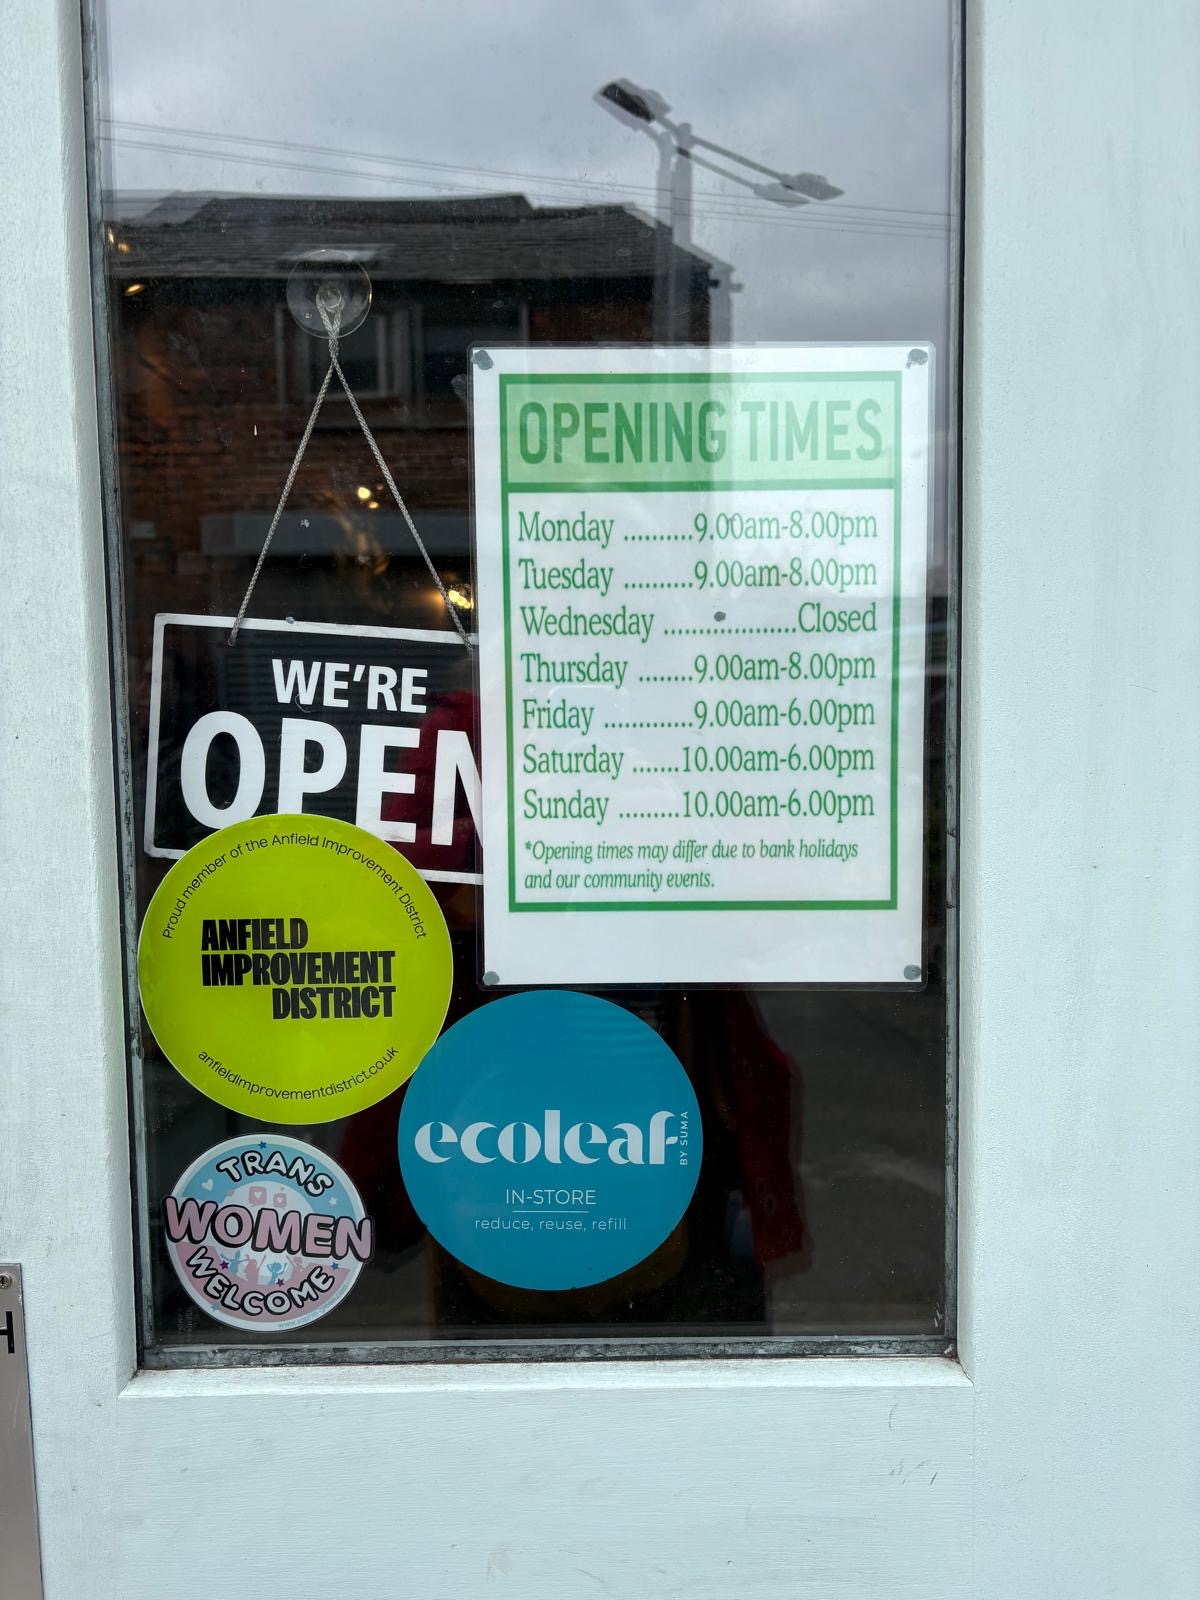 OPENING TIMES
Monday ..........9.00am-8.00pm
Tuesday ..........9.00am-8.00pm
Wednesday ...................Closed
Thursday ........9.00am-8.00pm
Friday .............9.00am-6.00pm
Saturday .......10.00am-6.00pm
Sunday .........10.00am-6.00pm
*Opening times may differ due to bank holidays
and our community events.
WE'RE
OPEN
Proud member of the Anfield Improvement District
ANFIELD
IMPROVEMENT
DISTRICT
anfieldimprovementdistrict.co.uk
ecoleaf
BY SUMA
IN-STORE
reduce, reuse, refill
TRANS
WOMEN
WELCOME
H